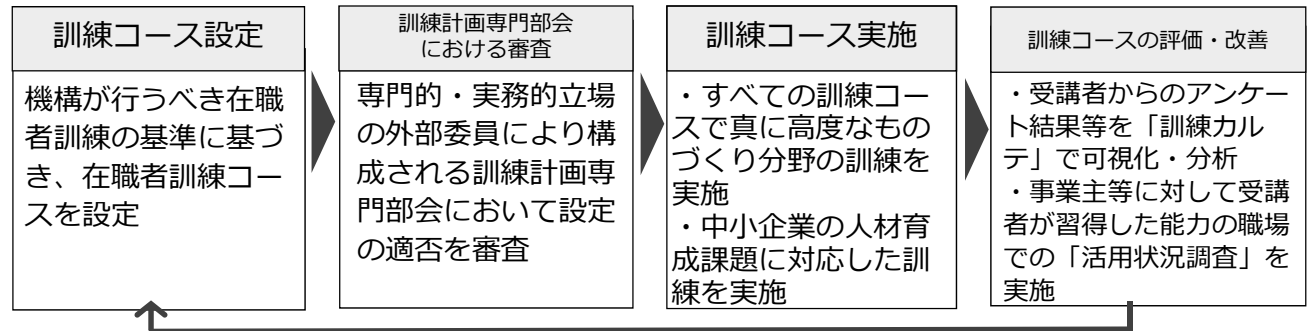 訓練コース設定
機構が行うべき在職
者訓練の基準に基づ
き、在職者訓練コー
スを設定
訓練計画専門部会
における審査
専門的・実務的立場
の外部委員により構
成される訓練計画専
門部会において設定
の適否を審査
訓練コース実施
・すべての訓練コー
スで真に高度なもの
づくり分野の訓練を
実施
・中小企業の人材育
成課題に対応した訓
練を実施
訓練コースの評価・改善
・受講者からのアンケー
ト結果等を「訓練カル
テ」で可視化・分析
・事業主等に対して受講
者が習得した能力の職場
での「活用状況調査」を
実施